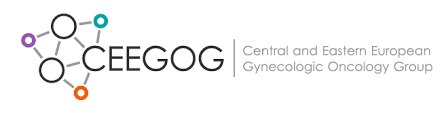 CEEGOG
Central and Eastern European
Gynecologic Oncology Group